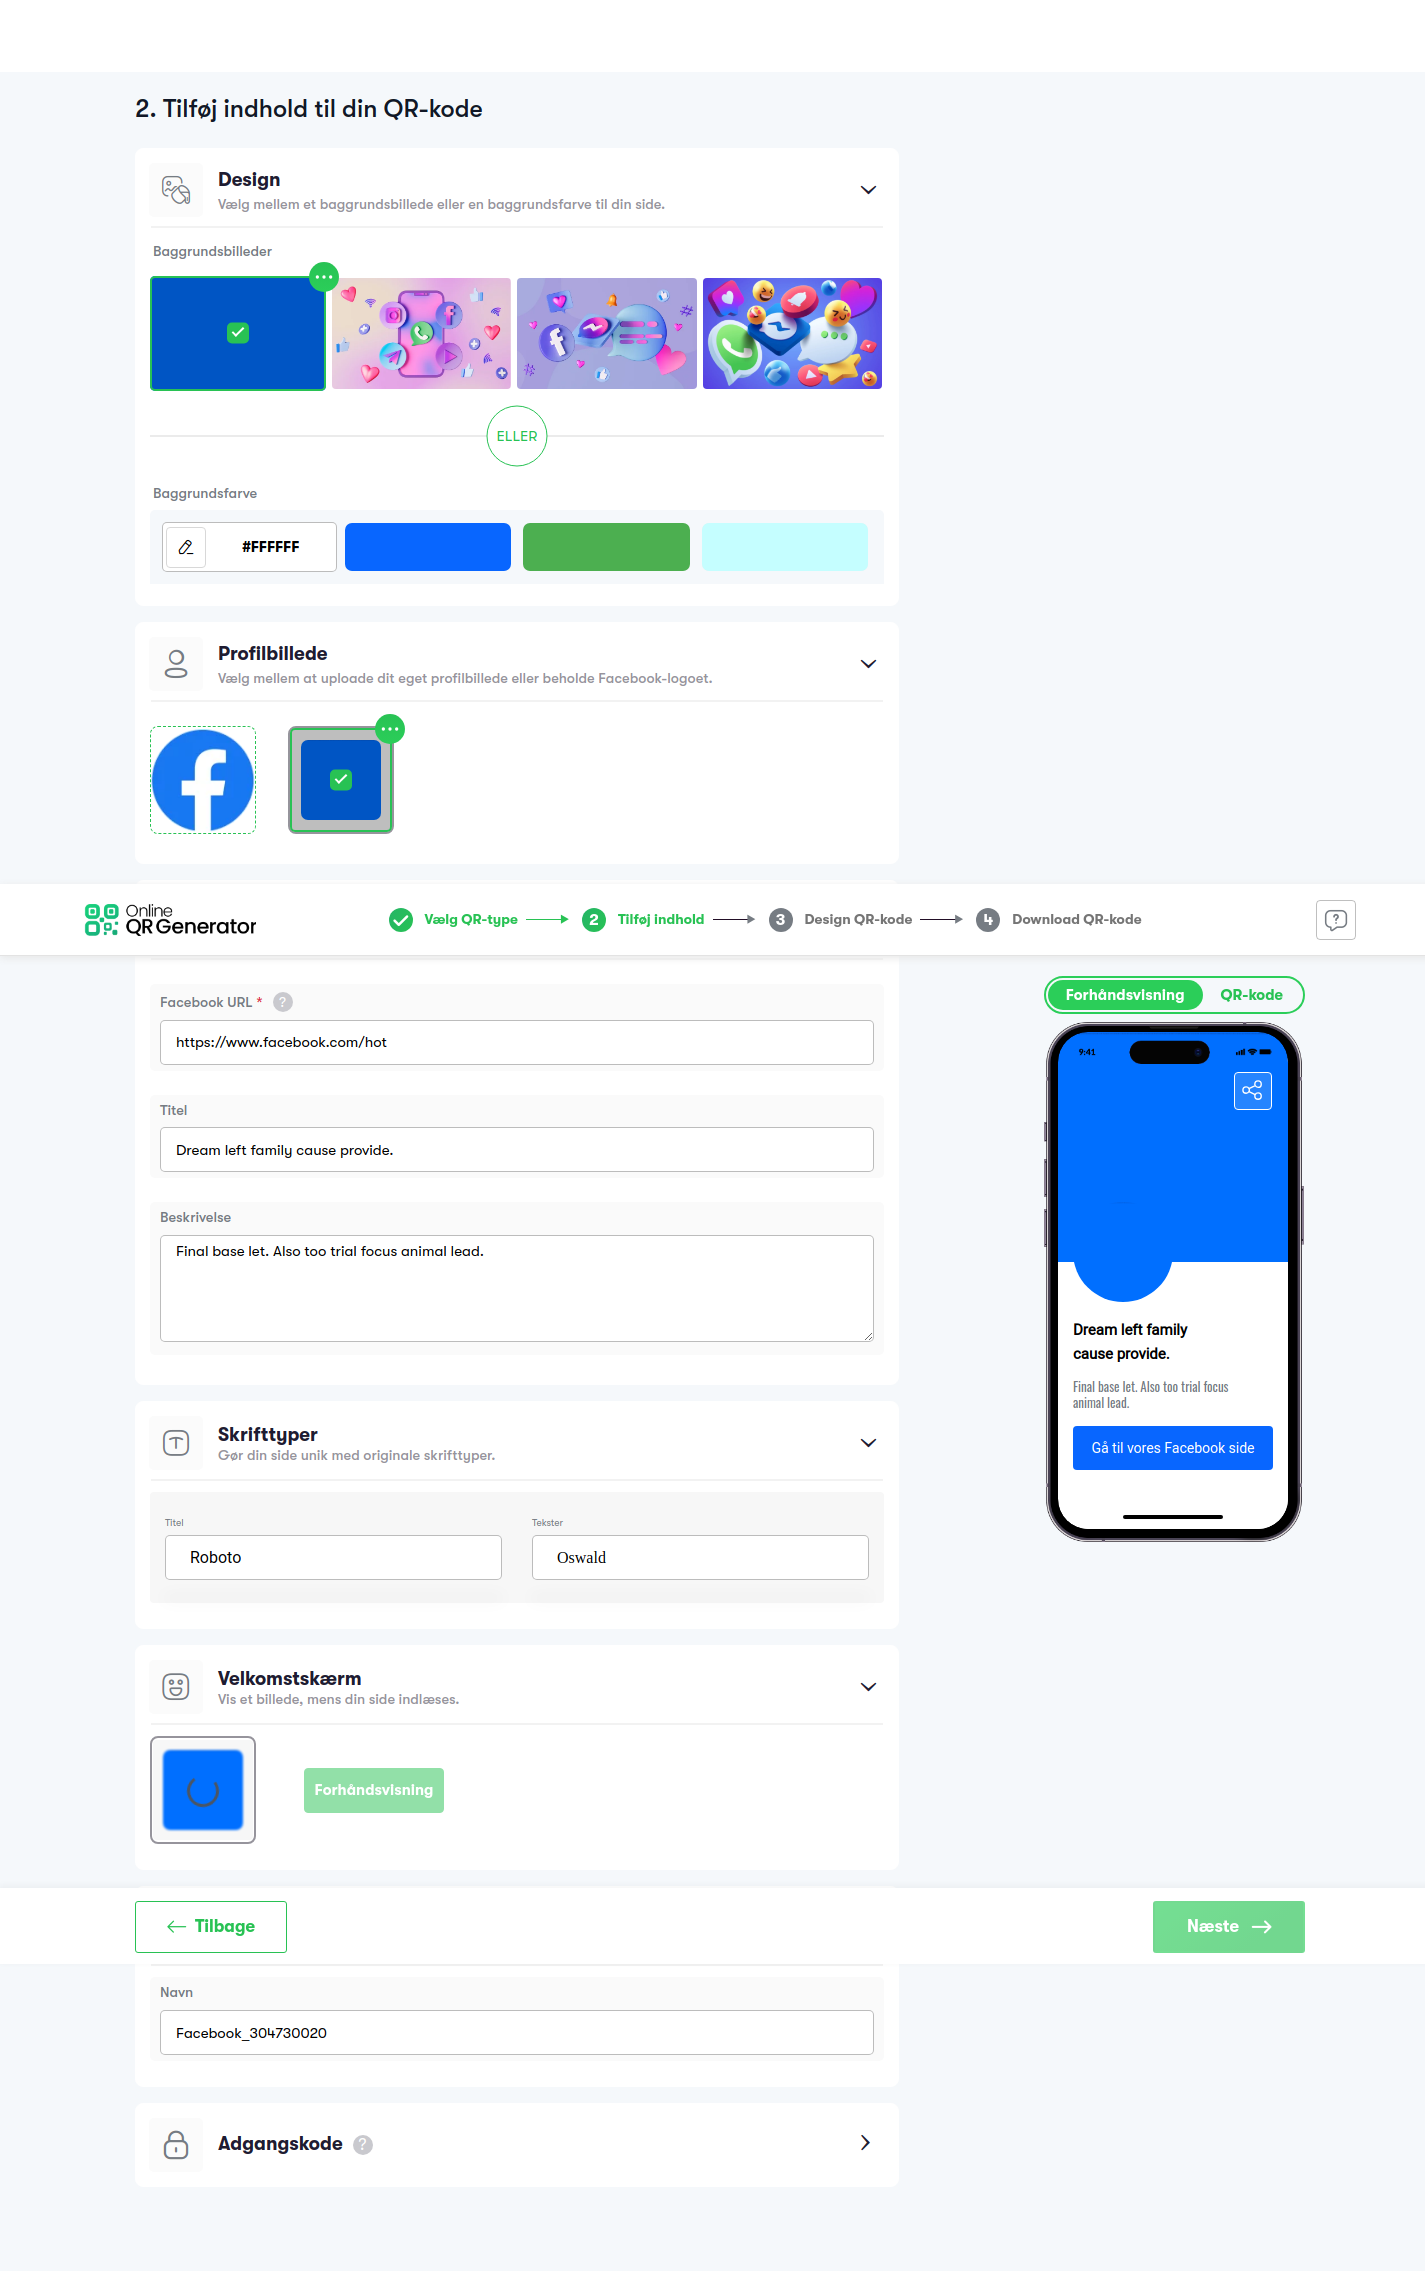 2. Tilføj indhold til din QR-kode
Design
Vælg mellem et baggrundsbillede eller en baggrundsfarve til din side.
Baggrundsbilleder
ELLER
Baggrundsfarve
#FFFFFF
Profilbillede
Vælg mellem at uploade dit eget profilbillede eller beholde Facebook-logoet.
Online
QR Generator
Vælg QR-type
2 Tilføj indhold
3 Design QR-kode
4 Download QR-kode
Facebook URL * ?
https://www.facebook.com/hot
Titel
Dream left family cause provide.
Beskrivelse
Final base let. Also too trial focus animal lead.
Forhåndsvisning
QR-kode
9:41
Dream left family
cause provide.
Final base let. Also too trial focus
animal lead.
Gå til vores Facebook side
Skrifttyper
Gør din side unik med originale skrifttyper.
Titel
Roboto
Tekster
Oswald
Velkomstskærm
Vis et billede, mens din side indlæses.
Forhåndsvisning
Tilbage
Næste
Navn
Facebook_304730020
Adgangskode ?